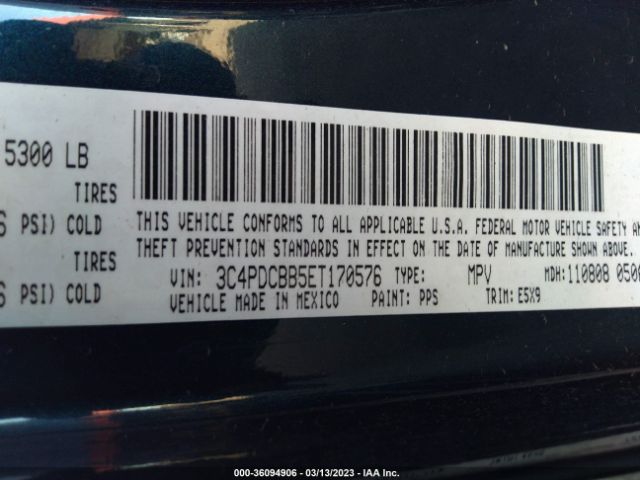 5300 LB
TIRES
PSI) COLD
TIRES
PSI) COLD
THIS VEHICLE CONFORMS TO ALL APPLICABLE U.S.A. FEDERAL MOTOR VEHICLE SAFETY
THEFT PREVENTION STANDARDS IN EFFECT ON THE DATE OF MANUFACTURE SHOWN ABOVE.
VIN: 3C4PDCBB5ET170576 TYPE: MPV MDH: 110808 050
VEHICLE MADE IN MEXICO PAINT: PPS TRIM: E5X9
000-36094906 - 03/13/2023 - IAA Inc.